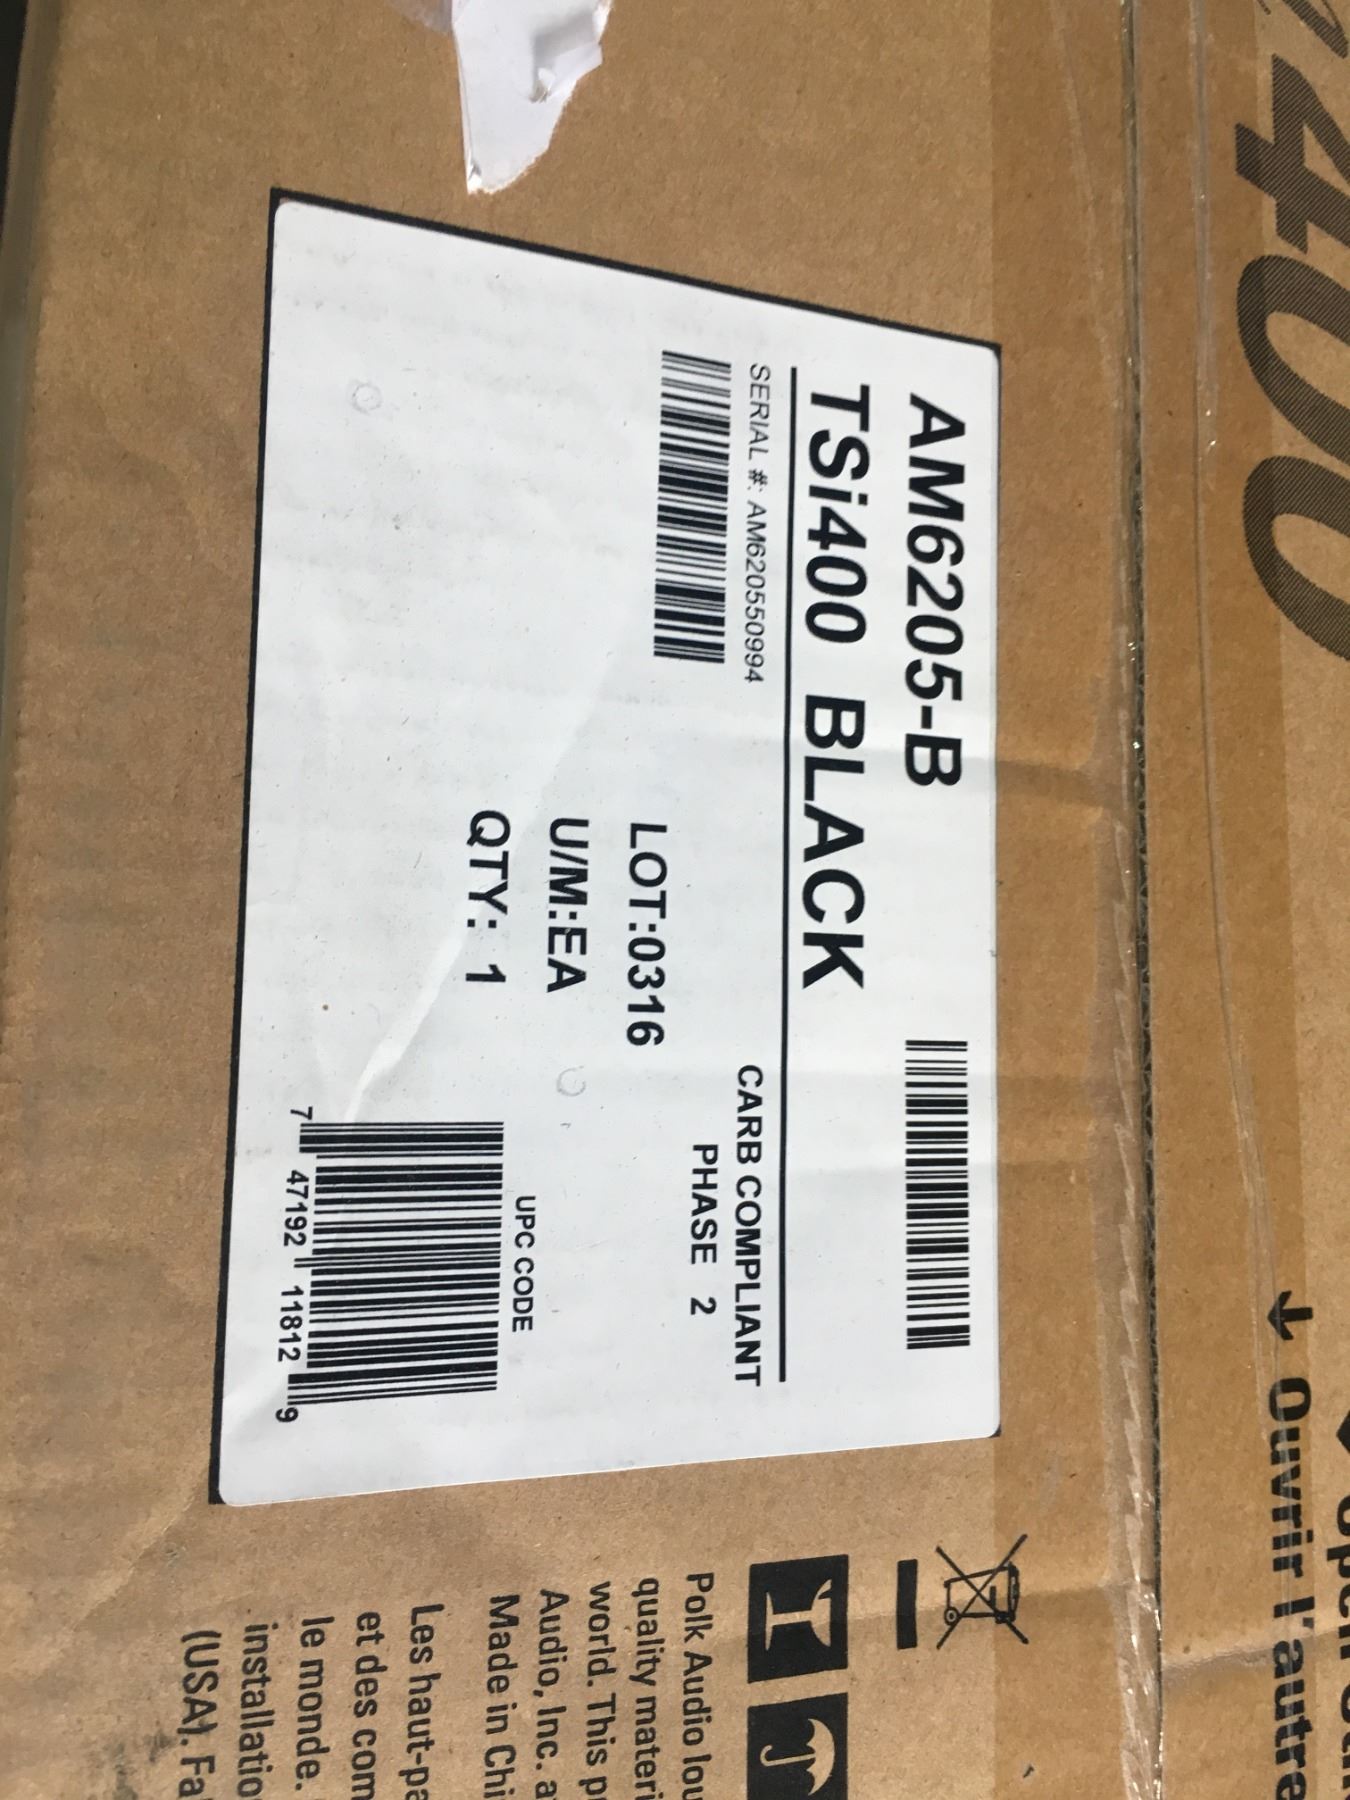 400
Ouvrir l'autre
AM6205-B
TSi400 BLACK
SERIAL #: AM620550994
CARB COMPLIANT
PHASE 2
LOT:0316
U/M:EA
QTY: 1
UPC CODE
7 47192 11812 9
Polk Audio lou
quality materi
world. This p
Audio, Inc. a
Made in Chi
Les haut-pa
et des com
le monde.
installatio
(USA). Fa